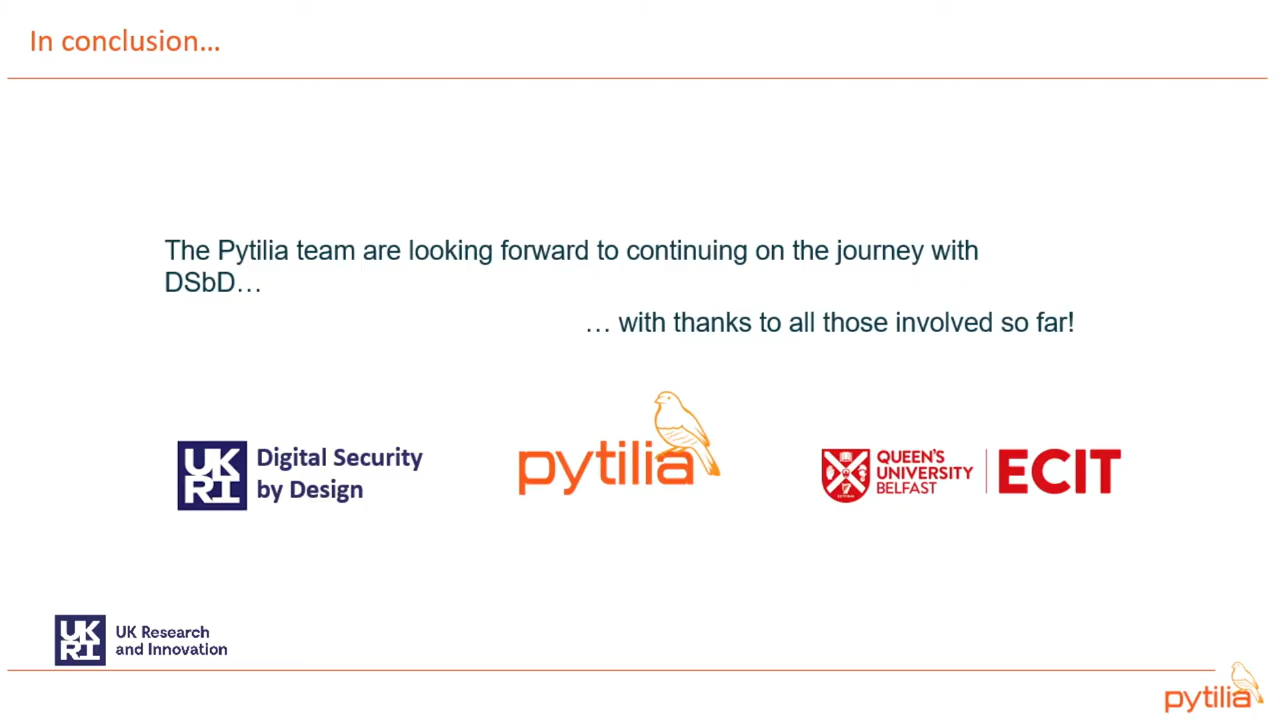 In conclusion…
The Pytilia team are looking forward to continuing on the journey with
DSbD…
… with thanks to all those involved so far!
UK
RI
Digital Security
by Design
pytilia
QUEEN'S
UNIVERSITY
BELFAST
ECIT
UK
RI
UK Research
and Innovation
pytilia